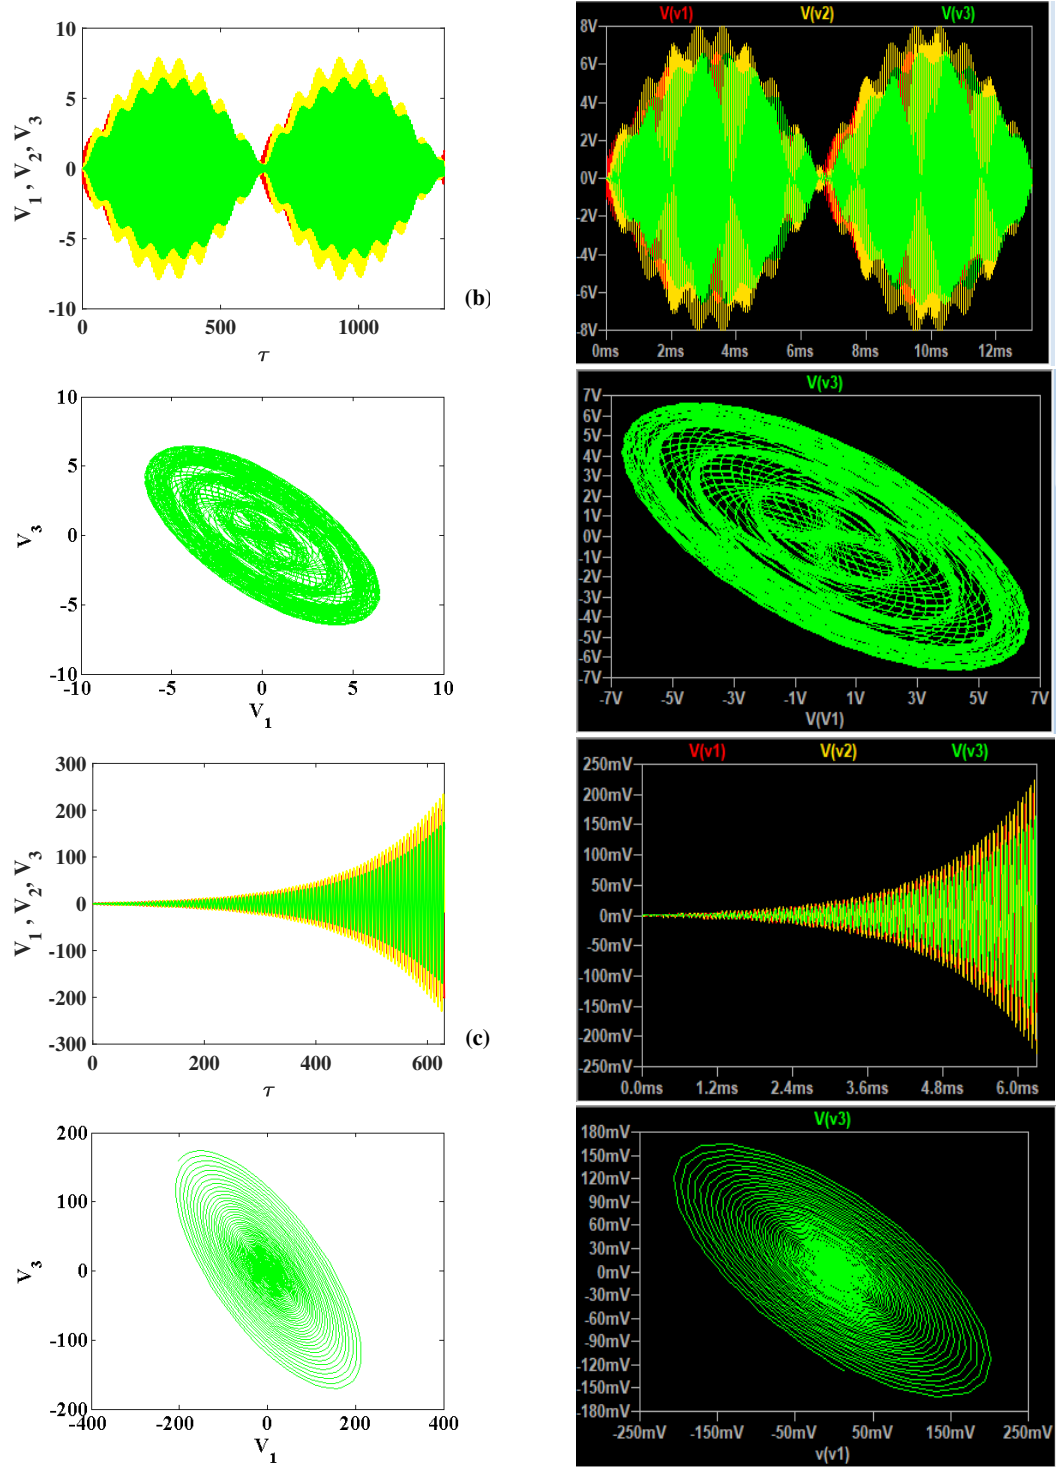 10
5
0
-5
-10
V1 , V2, V3
0 500 1000
τ
(b)
V(v1) V(v2) V(v3)
8V
6V
4V
2V
0V
-2V
-4V
-6V
-8V
0ms 2ms 4ms 6ms 8ms 10ms 12ms
10
5
0
-5
-10
V3
-10 -5 0 5 10
V1
V(v3)
7V
6V
5V
4V
3V
2V
1V
0V
-1V
-2V
-3V
-4V
-5V
-6V
-7V
-7V -5V -3V -1V 1V 3V 5V 7V
V(V1)
300
200
100
0
-100
-200
-300
V1 , V2, V3
0 200 400 600
τ
(c)
V(v1) V(v2) V(v3)
250mV
200mV
150mV
100mV
50mV
0mV
-50mV
-100mV
-150mV
-200mV
-250mV
0.0ms 1.2ms 2.4ms 3.6ms 4.8ms 6.0ms
200
100
0
-100
-200
V3
-400 -200 0 200 400
V1
V(v3)
180mV
150mV
120mV
90mV
60mV
30mV
0mV
-30mV
-60mV
-90mV
-120mV
-150mV
-180mV
-250mV -150mV -50mV 50mV 150mV 250mV
v(v1)